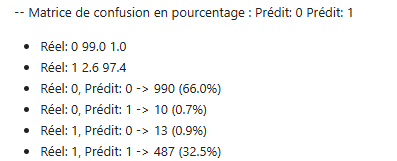 -- Matrice de confusion en pourcentage : Prédit: 0 Prédit: 1
• Réel: 0 99.0 1.0
• Réel: 1 2.6 97.4
• Réel: 0, Prédit: 0 -> 990 (66.0%)
• Réel: 0, Prédit: 1 -> 10 (0.7%)
• Réel: 1, Prédit: 0 -> 13 (0.9%)
• Réel: 1, Prédit: 1 -> 487 (32.5%)